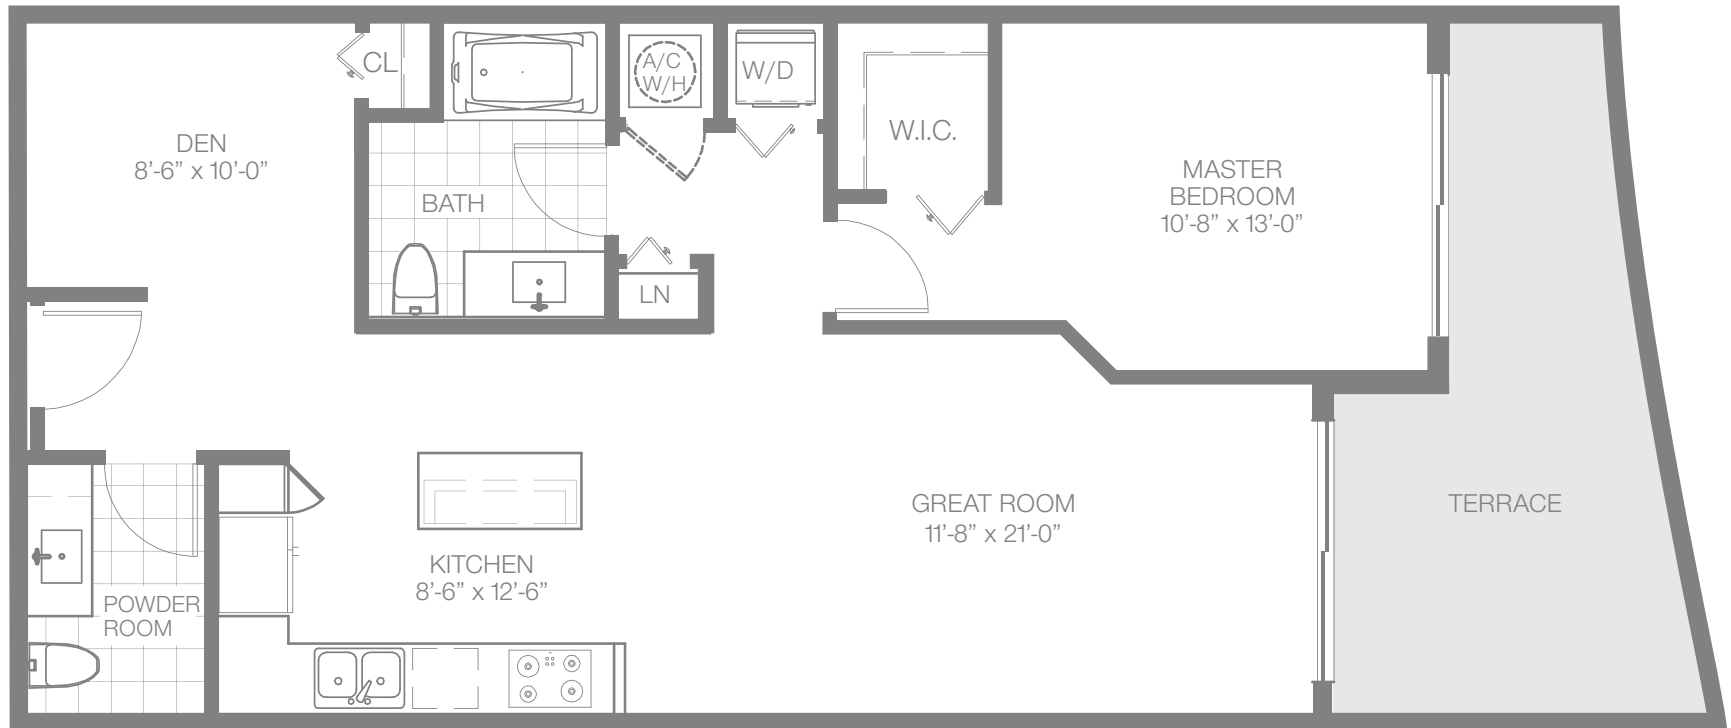 CL
A/C
W/H
W/D
DEN
8’-6” x 10’-0”
W.I.C.
MASTER
BEDROOM
10’-8” x 13’-0”
BATH
LN
GREAT ROOM
11’-8” x 21’-0”
TERRACE
KITCHEN
8’-6” x 12’-6”
POWDER
ROOM